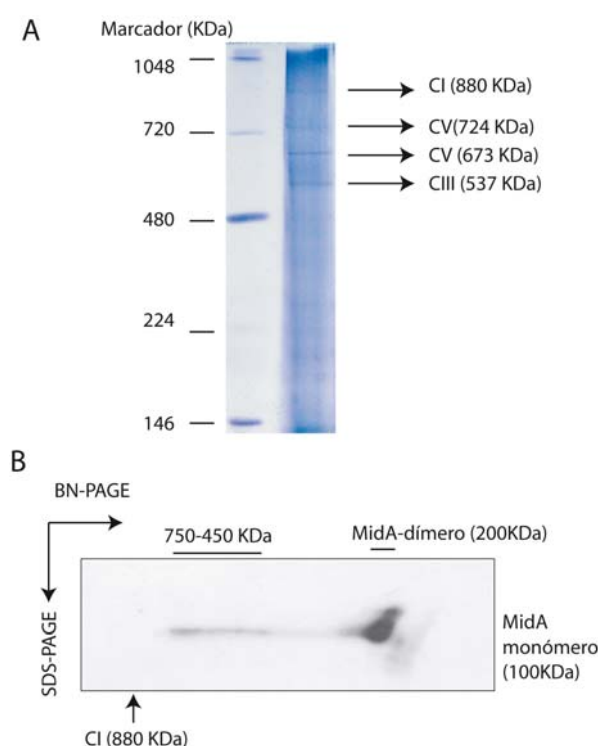 A
Marcador (KDa)
1048
720
480
224
146
CI (880 KDa)
CV(724 KDa)
CV (673 KDa)
CIII (537 KDa)
B
BN-PAGE
SDS-PAGE
750-450 KDa
MidA-dímero (200KDa)
MidA
monómero
(100KDa)
CI (880 KDa)